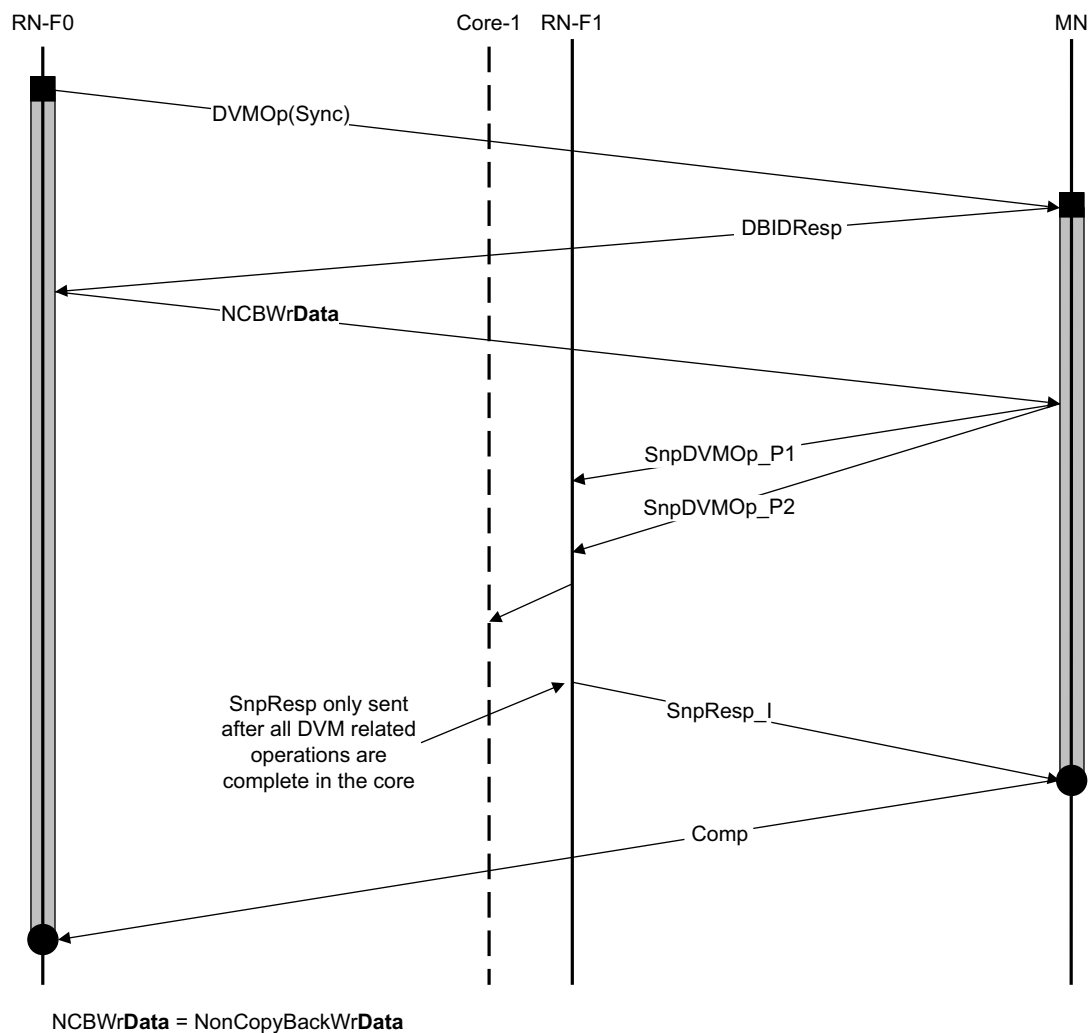 RN-F0
Core-1
RN-F1
MN
DVMOp(Sync)
DBIDResp
NCBWrData
SnpDVMOp_P1
SnpDVMOp_P2
SnpResp only sent
after all DVM related
operations are
complete in the core
SnpResp_I
Comp
NCBWrData = NonCopyBackWrData